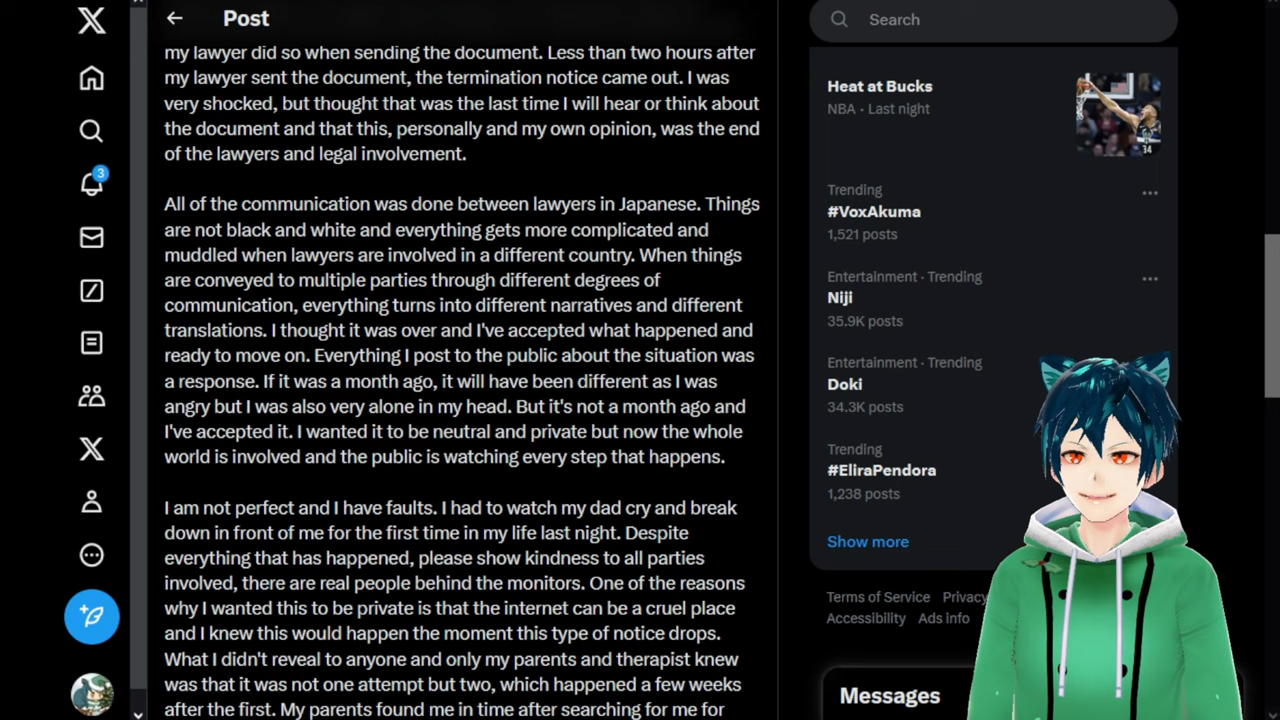 Post
my lawyer did so when sending the document. Less than two hours after
my lawyer sent the document, the termination notice came out. I was
very shocked, but thought that was the last time I will hear or think about
the document and that this, personally and my own opinion, was the end
of the lawyers and legal involvement.
All of the communication was done between lawyers in Japanese. Things
are not black and white and everything gets more complicated and
muddled when lawyers are involved in a different country. When things
are conveyed to multiple parties through different degrees of
communication, everything turns into different narratives and different
translations. I thought it was over and I've accepted what happened and
ready to move on. Everything I post to the public about the situation was
a response. If it was a month ago, it will have been different as I was
angry but I was also very alone in my head. But it's not a month ago and
I've accepted it. I wanted it to be neutral and private but now the whole
world is involved and the public is watching every step that happens.
I am not perfect and I have faults. I had to watch my dad cry and break
down in front of me for the first time in my life last night. Despite
everything that has happened, please show kindness to all parties
involved, there are real people behind the monitors. One of the reasons
why I wanted this to be private is that the internet can be a cruel place
and I knew this would happen the moment this type of notice drops.
What I didn't reveal to anyone and only my parents and therapist knew
was that it was not one attempt but two, which happened a few weeks
after the first. My parents found me in time after searching for me for
3
Search
Heat at Bucks
NBA · Last night
34
Trending
#VoxAkuma
1,521 posts
Entertainment · Trending
Niji
35.9K posts
Entertainment · Trending
Doki
34.3K posts
Trending
#EliraPendora
1,238 posts
Show more
Terms of Service Privacy
Accessibility Ads info
Messages